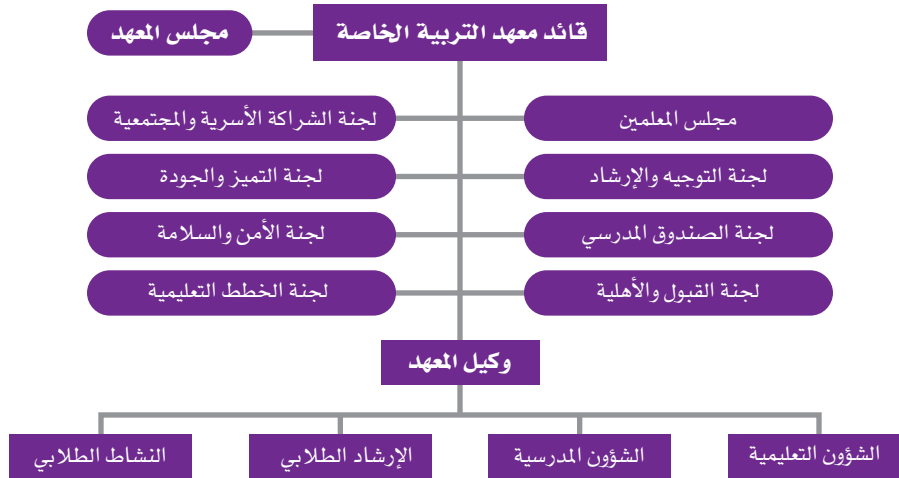 قائد معهد التربية الخاصة
مجلس المعهد
مجلس المعلمين
لجنة الشراكة الأسرية والمجتمعية
لجنة التوجيه والإرشاد
لجنة التميز والجودة
لجنة الصندوق المدرسي
لجنة الأمن والسلامة
لجنة القبول والأهلية
لجنة الخطط التعليمية
وكيل المعهد
الشؤون التعليمية
الشؤون المدرسية
الإرشاد الطلابي
النشاط الطلابي